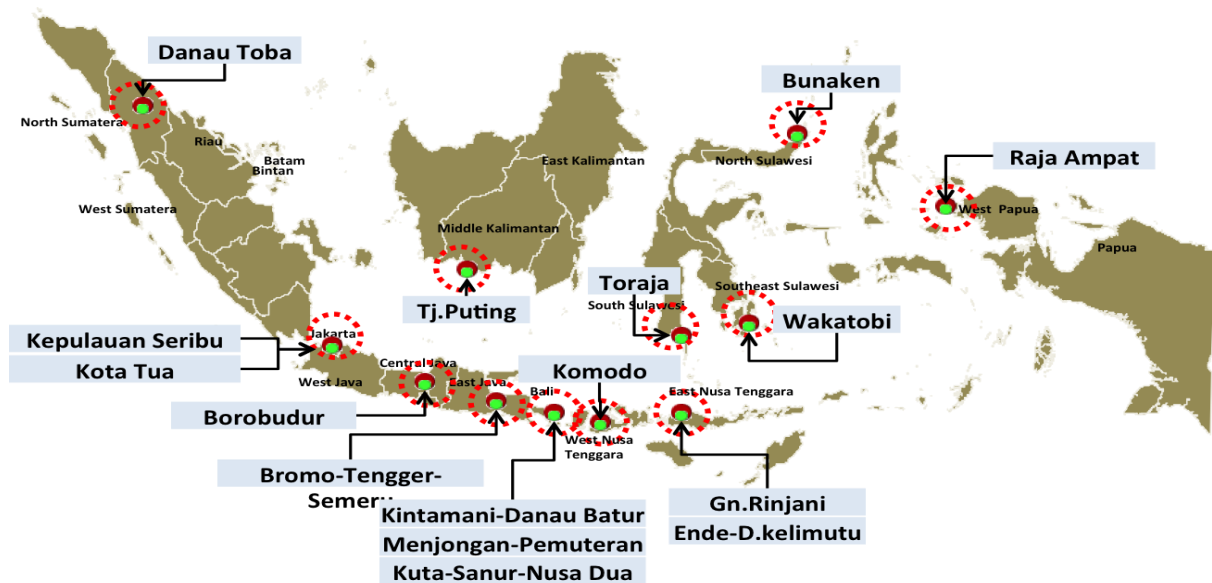 Danau Toba
Bunaken
North Sumatera
Riau
Batam
Bintan
East Kalimantan
North Sulawesi
Raja Ampat
West Sumatera
West Papua
Middle Kalimantan
Papua
Toraja
Southeast Sulawesi
South Sulawesi
Tj.Puting
Wakatobi
Jakarta
Kepulauan Seribu
Kota Tua
Central Java
Komodo
West Java
East Java
Bali
East Nusa Tenggara
Borobudur
West Nusa
Tenggara
Bromo-Tengger-
Semeru
Gn.Rinjani
Kintamani-Danau Batur
Ende-D.kelimutu
Menjongan-Pemuteran
Kuta-Sanur-Nusa Dua